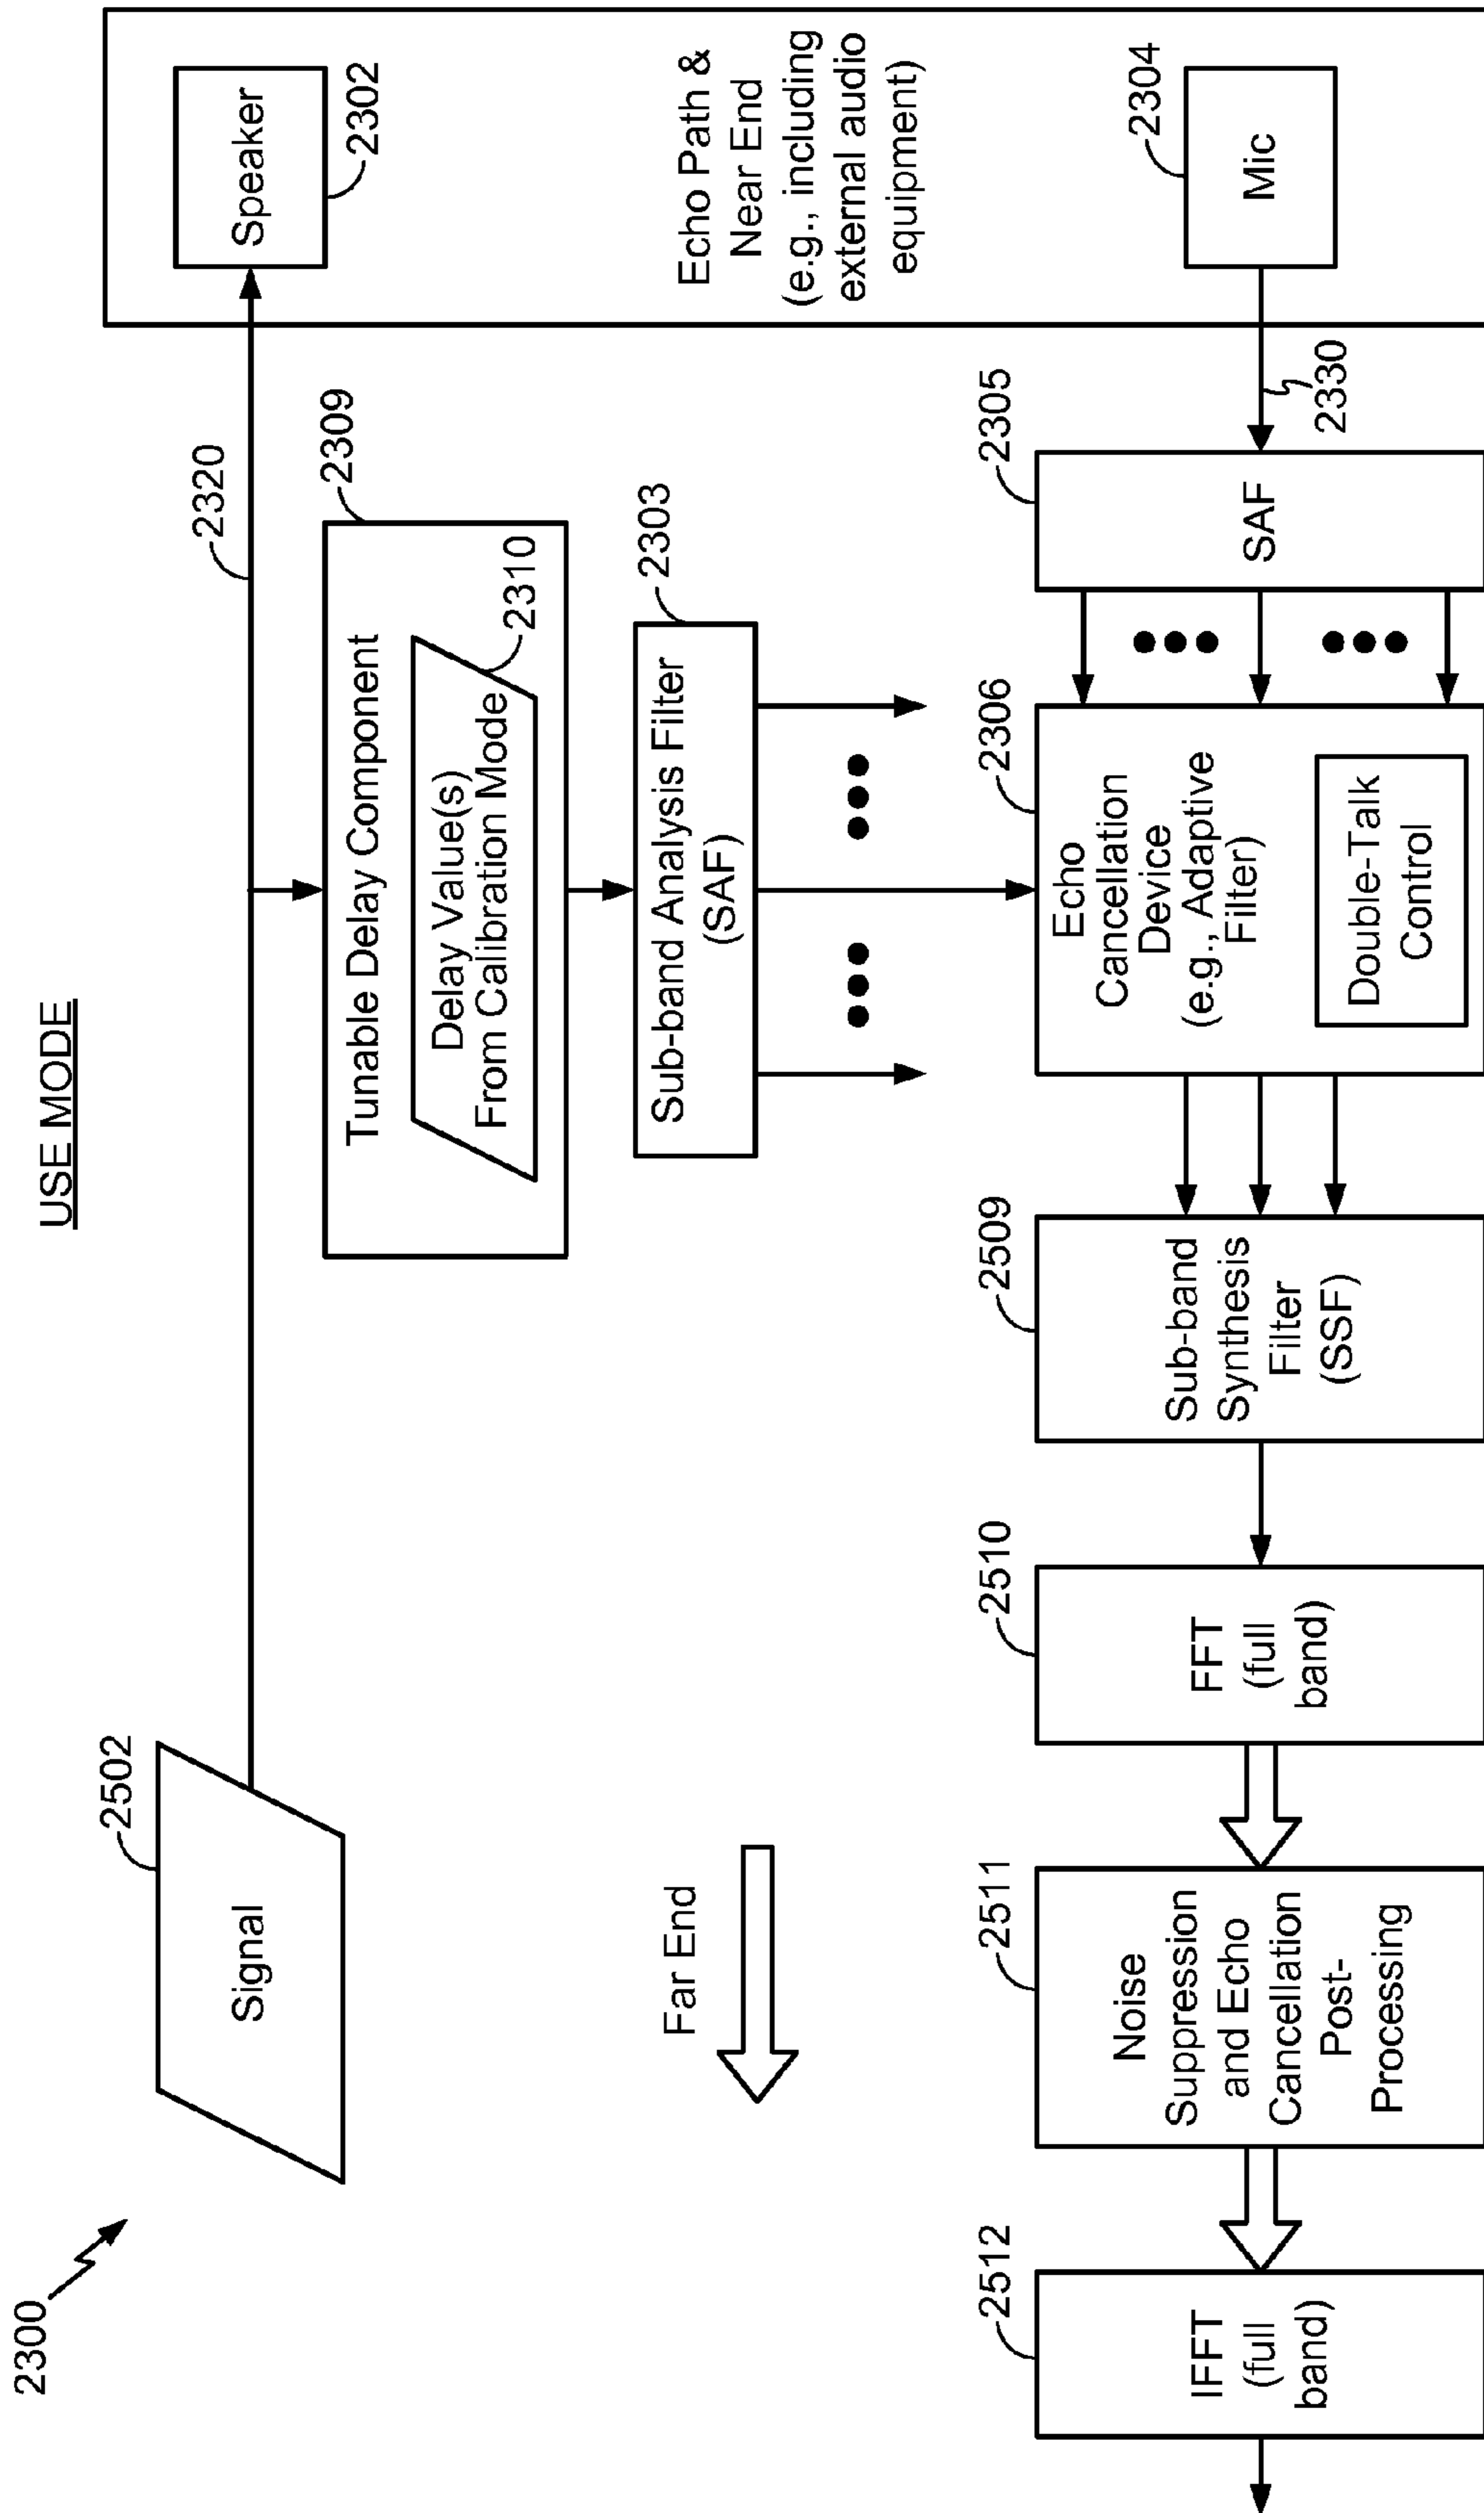 USE MODE
2300
2502
Signal
2320
Speaker
2302
Tunable Delay Component
2309
Delay Value(s)
From Calibration Mode
2310
Echo Path &
Near End
(e.g., including
external audio
equipment)
Sub-band Analysis Filter
(SAF)
2303
Far End
2512
IFFT
(full
band)
2511
Noise
Suppression
and Echo
Cancellation
Post-
Processing
2510
FFT
(full
band)
2509
Sub-band
Synthesis
Filter
(SSF)
2306
Echo
Cancellation
Device
(e.g., Adaptive
Filter)
Double-Talk
Control
2305
SAF
2330
2304
Mic